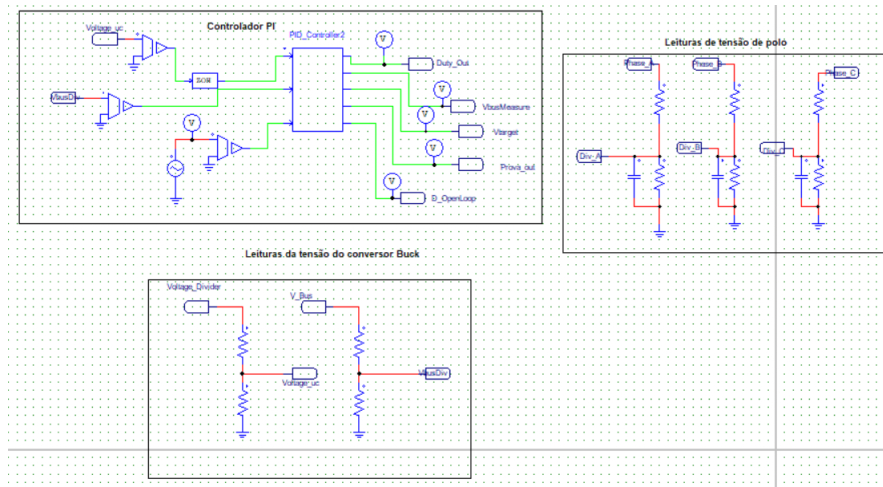 Controlador PI
Voltage_uc
PID_Controller2
V
Duty_Out
ZOH
V
VbusDiv
VbusMeasure
V
Vtarget
V
V
Prova_out
V
D_OpenLoop
Leituras de tensão de polo
Phase_A
Phase_B
Phase_C
Div_A
Div_B
Div_C
Leituras da tensão do conversor Buck
Voltage_Divider
V_Bus
Voltage_uc
VbusDiv